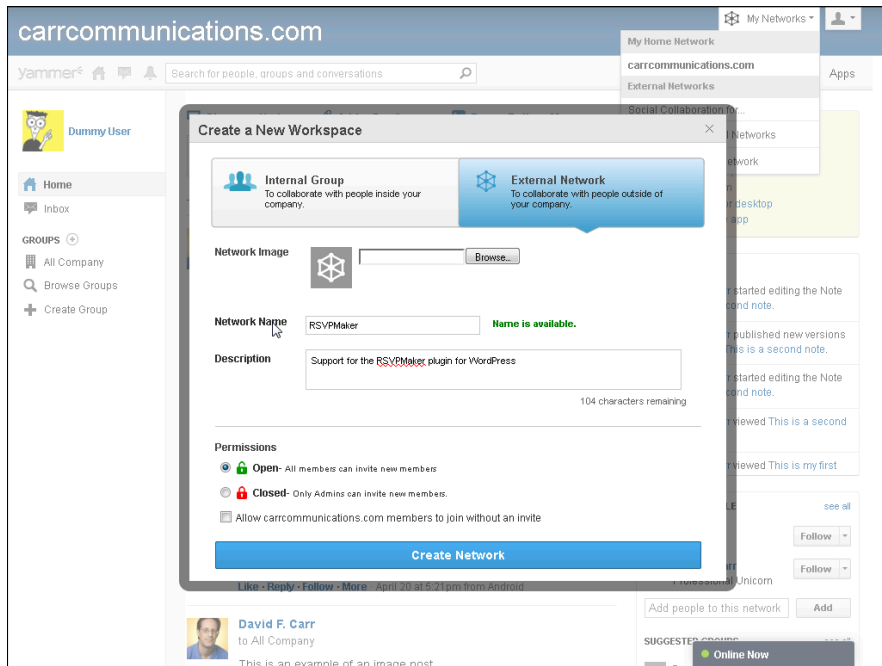 carrcommunications.com
My Networks
My Home Network
carrcommunications.com
External Networks
Social Collaboration for...
Networks
etwork
yammer
Search for people, groups and conversations
Apps
Dummy User
Home
Inbox
GROUPS
All Company
Browse Groups
Create Group
Create a New Workspace
Internal Group
To collaborate with people inside your
company.
External Network
To collaborate with people outside of
your company.
Network Image
Browse...
Network Name
RSVPMaker
Name is available.
Description
Support for the RSVPMaker plugin for WordPress
104 characters remaining
Permissions
Open- All members can invite new members
Closed- Only Admins can invite new members.
Allow carrcommunications.com members to join without an invite
Create Network
desktop
app
started editing the Note
cond note.
published new versions
This is a second note.
started editing the Note
cond note.
viewed This is a second
viewed This is my first
see all
Follow
Follow
Professional Unicorn
Add people to this network
Add
SUGGESTED GROUPS
see all
Online Now
Like · Reply · Follow · More · April 20 at 5:21pm from Android
David F. Carr
to All Company
This is an example of an image post